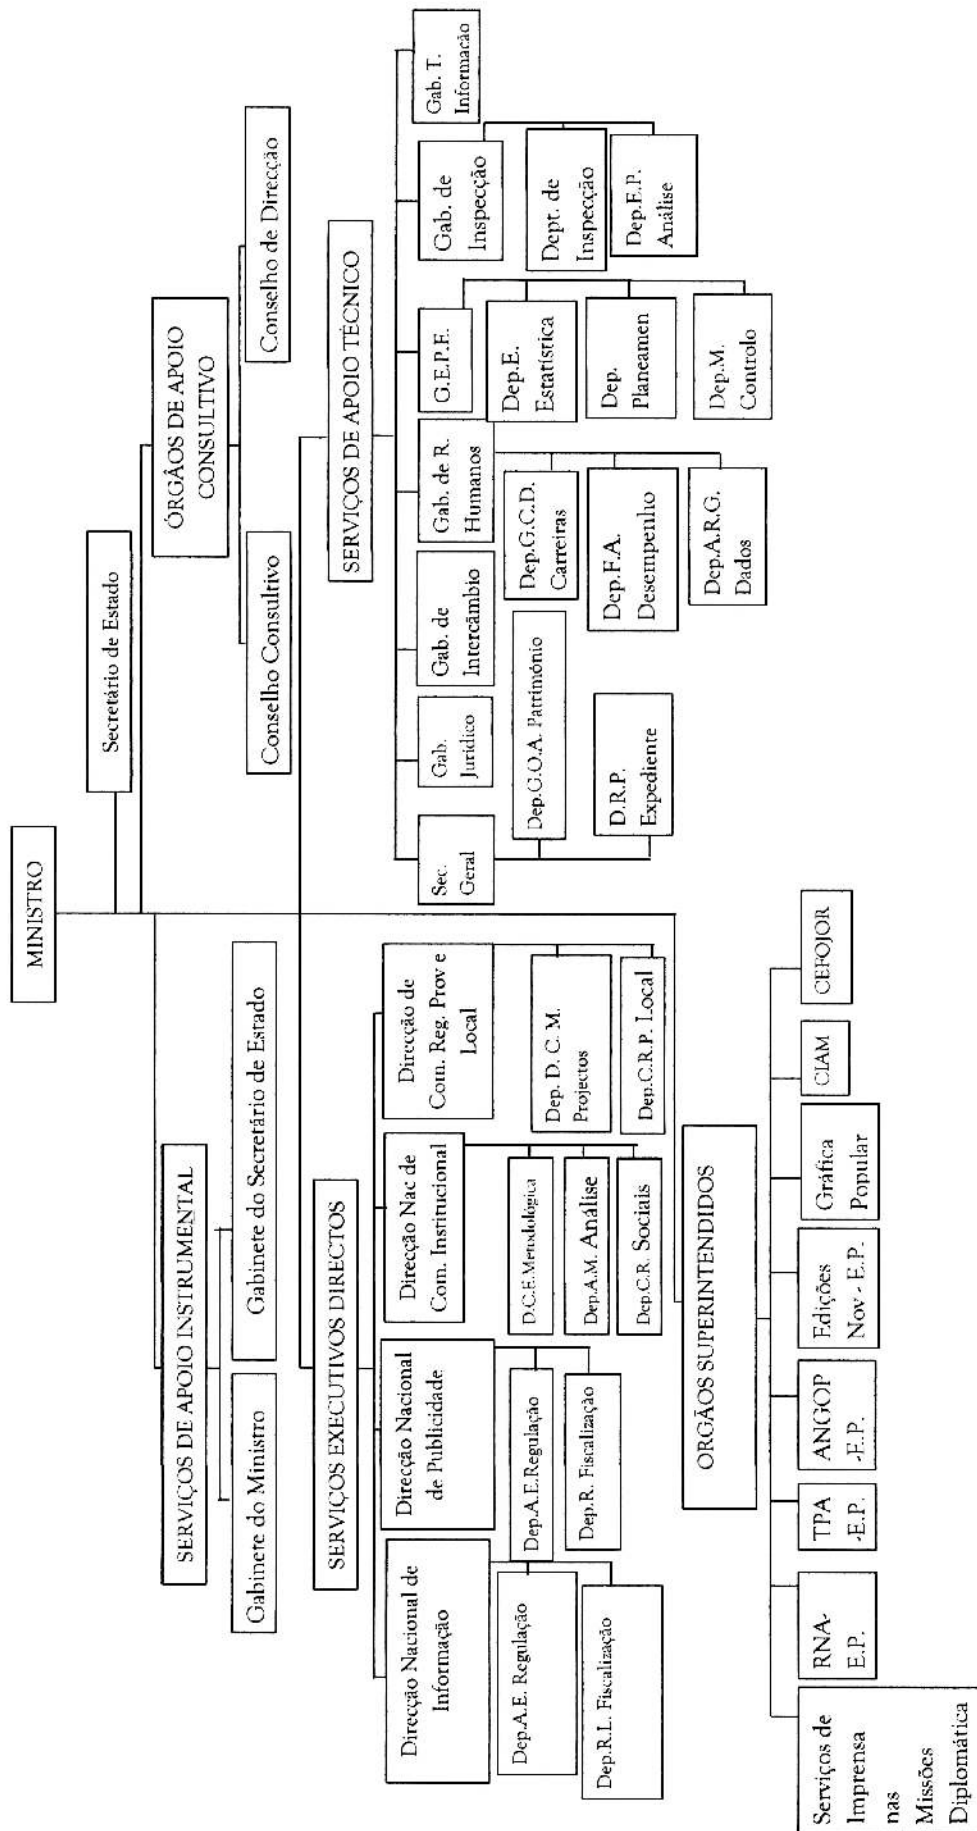 MINISTRO
Secretário de Estado
SERVIÇOS DE APOIO INSTRUMENTAL
Gabinete do Ministro
Gabinete do Secretário de Estado
ÓRGÂOS DE APOIO
CONSULTIVO
Conselho Consultivo
Conselho de Direcção
SERVIÇOS EXECUTIVOS DIRECTOS
Direcção Nacional de
Informação
Dep.A.E. Regulação
Dep.R.L. Fiscalização
Direcção Nacional
de Publicidade
Dep.A.E.Regulação
Dep.R. Fiscalização
Direcção Nac de
Com. Institucional
D.C.E.Metodológica
Dep.A.M. Análise
Dep.C.R. Sociais
Direcção de
Com. Reg. Prov e
Local
Dep. D. C. M.
Projectos
Dep.C.R.P. Local
SERVIÇOS DE APOIO TÉCNICO
Sec.
Geral
Dep.G.O.A. Património
D.R.P.
Expediente
Gab.
Jurídico
Gab. de
Intercâmbio
Gab. de R.
Humanos
Dep.G.C.D.
Carreiras
Dep.F.A.
Desempenho
Dep.A.R.G.
Dados
G.E.P.E.
Dep.E.
Estatística
Dep.
Planeamen
Dep.M.
Controlo
Gab. de
Inspecção
Dept. de
Inspecção
Dep.E.P.
Análise
Gab. T.
Informacão
ORGÃOS SUPERINTENDIDOS
Serviços de
Imprensa
nas
Missões
Diplomática
RNA-
E.P.
TPA
-E.P.
ANGOP
-E.P.
Edições
Nov - E.P.
Gráfica
Popular
CIAM
CEFOJOR